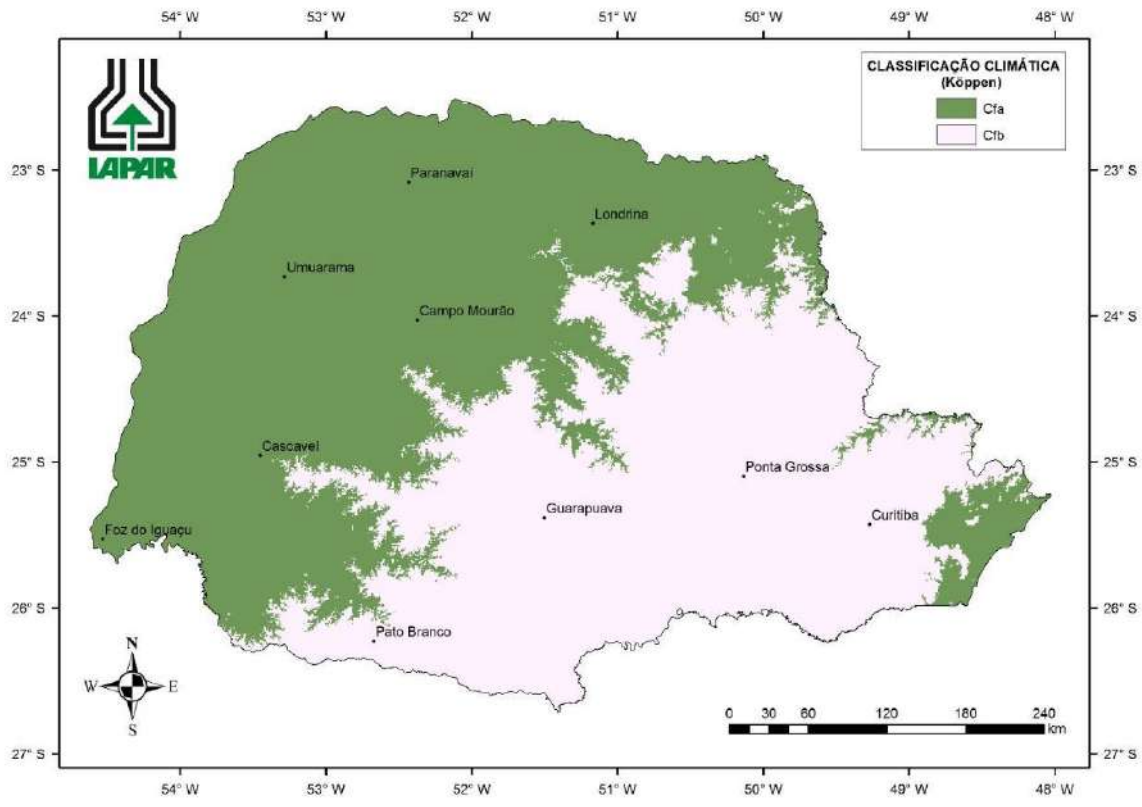 54° W 53° W 52° W 51° W 50° W 49° W 48° W
IAPAR
CLASSIFICAÇÃO CLIMÁTICA
(Köppen)
Cfa
Cfb
23° S 23° S
Paranavaí
Londrina
Umuarama
24° S 24° S
Campo Mourão
Cascavel
25° S 25° S
Ponta Grossa
Guarapuava
Curitiba
Foz do Iguaçu
26° S 26° S
Pato Branco
N
W E
S
0 30 60 120 180 240
km
27° S 27° S
54° W 53° W 52° W 51° W 50° W 49° W 48° W